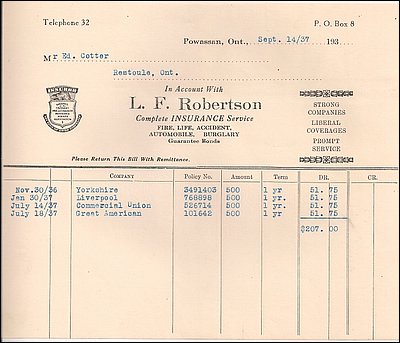 Telephone 32 P. O. Box 8
Powassan, Ont., Sept. 14/37 193
Mr Ed. Cotter
Restoule, Ont.
In Account With
L. F. Robertson
Complete INSURANCE Service
FIRE, LIFE, ACCIDENT,
AUTOMOBILE, BURGLARY
Guarantee Bonds
STRONG
COMPANIES
LIBERAL
COVERAGES
PROMPT
SERVICE
Please Return This Bill With Remittance.
COMPANY Policy No. Amount Term DR. CR.
Nov.30/36 Yorkshire 3491403 500 1 yr 51. 75
Jan 30/37 Liverpool 768898 500 1 yr. 51. 75
July 14/37 Commercial Union 526714 500 1 yr 51. 75
July 18/37 Great American 101642 500 1 yr 51. 75
$207. 00